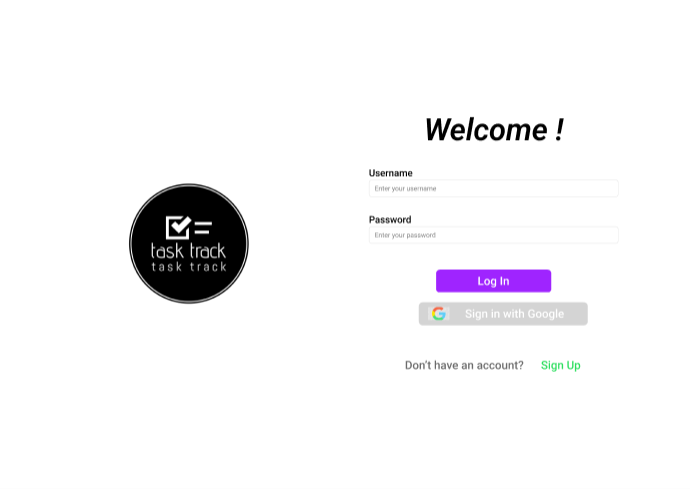 Welcome !
Username
Enter your username
Password
Enter your password
Log In
Sign in with Google
Don't have an account? Sign Up
task track
task track